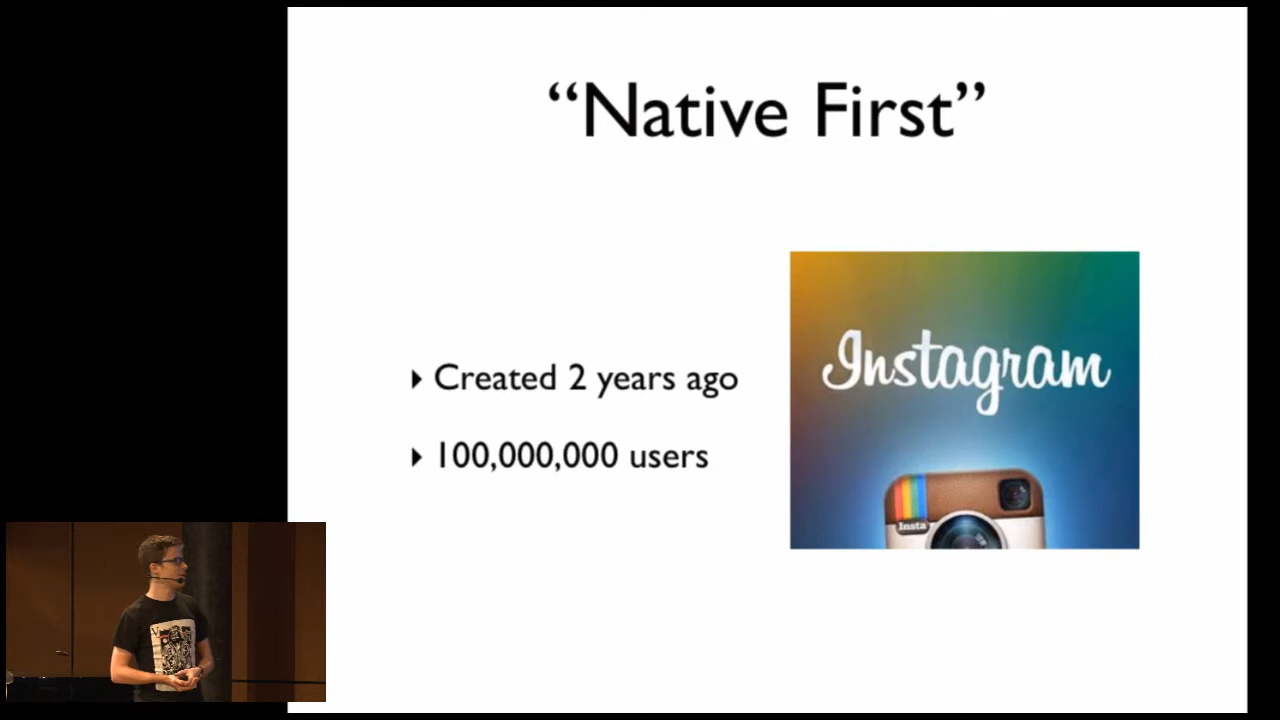 “Native First”
Created 2 years ago
100,000,000 users
Instagram
Insta